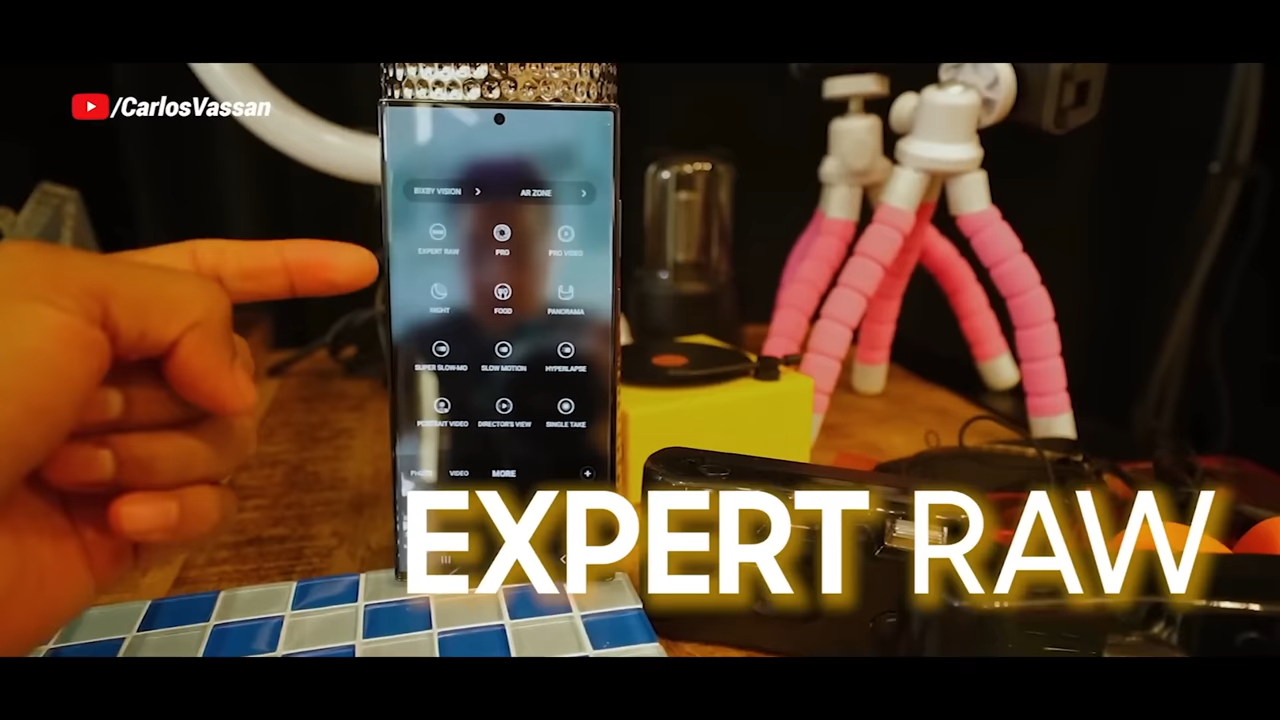 /CarlosVassan
BIXBY VISION > AR ZONE >
EXPERT RAW PRO PRO VIDEO
NIGHT FOOD PANORAMA
SUPER SLOW-MO SLOW MOTION HYPERLAPSE
PORTRAIT VIDEO DIRECTOR'S VIEW SINGLE TAKE
PHOTO VIDEO MORE
EXPERT RAW